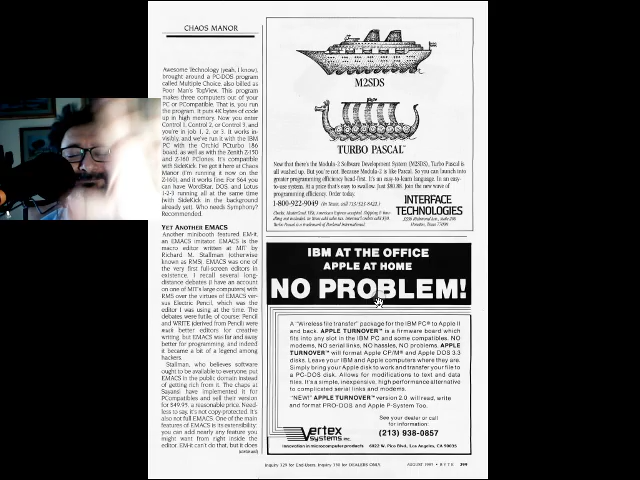 CHAOS MANOR
Awesome Technology (yeah, I know),
brought around a PC-DOS program
called Multiple Choice, also billed as
Poor Man's TopView. This program
makes three computers out of your
PC or PCompatible. That is, you run
the program. It puts 4K bytes of code
up in high memory. Now you enter
Control 1, Control 2, or Control 3, and
you're in job 1, 2, or 3. It works in-
visibly, and we've run it with the IBM
PC with the Orchid PCturbo 186
board, as well as with the Zenith Z-150
and Z-160 PClones. It's compatible
with SideKick. I've got it here at Chaos
Manor (I'm running it now on the
Z-160), and it works fine. For $64 you
can have WordStar, DOS, and Lotus
1-2-3 running all at the same time
(with SideKick in the background
already yet). Who needs Symphony?
Recommended.
YET ANOTHER EMACS
Another minibooth featured EM-it:
an EMACS imitator. EMACS is the
macro editor written at MIT by
Richard M. Stallman (otherwise
known as RMS). EMACS was one of
the very first full-screen editors in
existence. I recall several long-
distance debates (I have an account
on one of MIT's large computers) with
RMS over the virtues of EMACS ver-
sus Electric Pencil, which was the
editor I was using at the time. The
debates were futile, of course; Pencil
and WRITE (derived from Pencil) were
much better editors for creative
writing, but EMACS was far and away
better for programming, and indeed
it became a bit of a legend among
hackers.
Stallman, who believes software
ought to be available to everyone, put
EMACS in the public domain instead
of getting rich from it. The chaps at
Sayansi have implemented it for
PCompatibles and sell their version
for $49.95, a reasonable price. Need-
less to say, it's not copy protected. It's
also not full EMACS. One of the main
features of EMACS is its extensibility;
you can add nearly any feature you
might want from right inside the
editor. EM-it can't do that, but it does
(continued)
M2SDS
TURBO PASCAL™
Now that there's the Modula-2 Software Development System (M2SDS), Turbo Pascal is
all washed up. But not you. Because Modula-2 is like Pascal. So you can launch into
greater programming efficiency head-first. It's an easy-to-learn language. In an easy-
to-use system. At a price that's easy to swallow. Just $80.88. Join the new wave of
programming efficiency. Order today.
1-800-922-9049
INTERFACE
TECHNOLOGIES
IBM AT THE OFFICE
APPLE AT HOME
NO PROBLEM!
A "Wireless file transfer" package for the IBM PC® to Apple II
and back. APPLE TURNOVER™ is a firmware board which
fits into any slot in the IBM PC and some compatibles. NO
modems, NO serial links, NO hassles, NO problems. APPLE
TURNOVER™ will format Apple CP/M® and Apple DOS 3.3
disks. Leave your IBM and Apple computers where they are.
Simply bring your Apple disk to work and transfer your file to
a PC-DOS disk. Allows for modifications to text and data
files. It's simple, inexpensive, high performance alternative
to complicated serial links and modems.
"NEW!" APPLE TURNOVER™ version 2.0 will read, write
and format PRO-DOS and Apple P-System Too.
See your dealer or call
for information:
(213) 938-0857
Vertex
Systems inc.
innovation in microcomputer products
6022 W. Pico Blvd., Los Angeles, CA 90035
Inquiry 329 for End-Users. Inquiry 330 for DEALERS ONLY.
AUGUST 1985 • BYTE